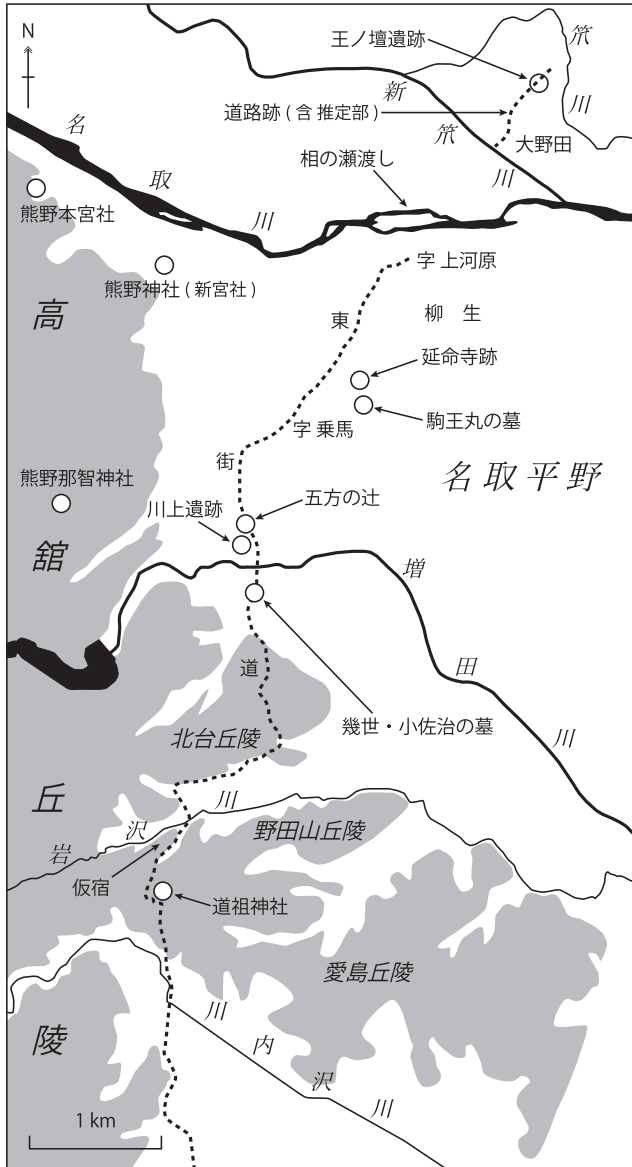 N
王ノ壇遺跡
笊川
新笊川
道路跡 ( 含 推定部 )
大野田
相の瀬渡し
名取川
熊野本宮社
熊野神社 ( 新宮社 )
字 上河原
柳 生
延命寺跡
駒王丸の墓
字 乗馬
東街道
名取平野
熊野那智神社
川上遺跡
五方の辻
増田川
幾世・小佐治の墓
北台丘陵
高舘丘陵
岩沢川
野田山丘陵
仮宿
道祖神社
愛島丘陵
川内沢川
1 km